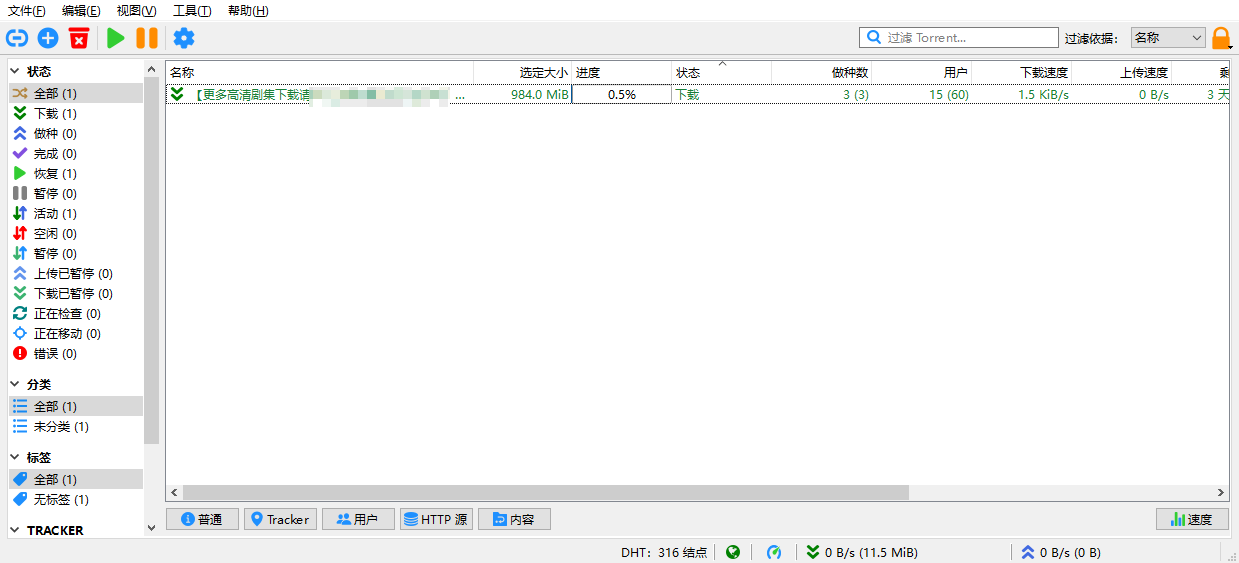 文件(F) 编辑(E) 视图(V) 工具(T) 帮助(H)
过滤 Torrent... 过滤依据： 名称
状态
全部 (1)
下载 (1)
做种 (0)
完成 (0)
恢复 (1)
暂停 (0)
活动 (1)
空闲 (0)
暂停 (0)
上传已暂停 (0)
下载已暂停 (0)
正在检查 (0)
正在移动 (0)
错误 (0)
分类
全部 (1)
未分类 (1)
标签
全部 (1)
无标签 (1)
TRACKER
名称 选定大小 进度 状态 做种数 用户 下载速度 上传速度 剩
【更多高清剧集下载请 ... 984.0 MiB 0.5% 下载 3 (3) 15 (60) 1.5 KiB/s 0 B/s 3 天
普通 Tracker 用户 HTTP 源 内容 速度
DHT：316 结点 0 B/s (11.5 MiB) 0 B/s (0 B)